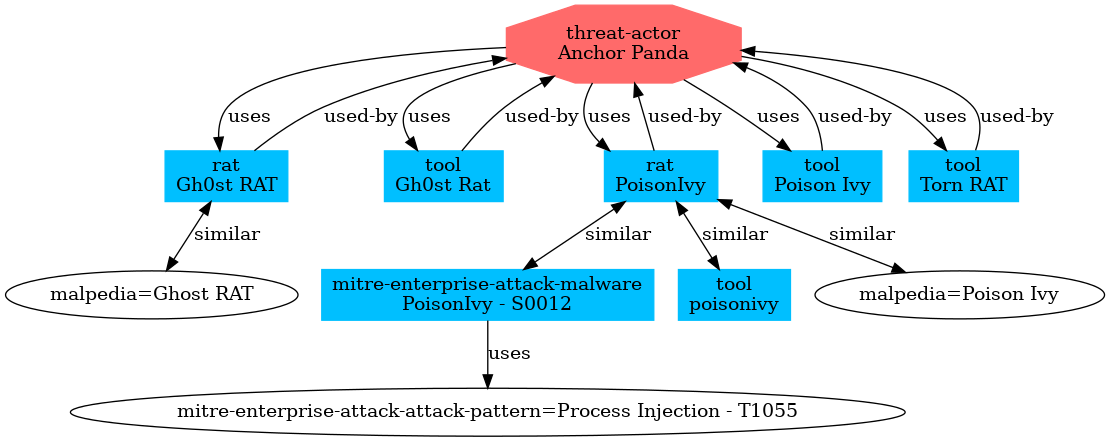 threat-actor
Anchor Panda
uses
used-by
uses
used-by
uses
used-by
uses
used-by
uses
used-by
rat
Gh0st RAT
tool
Gh0st Rat
rat
PoisonIvy
tool
Poison Ivy
tool
Torn RAT
similar
similar
similar
similar
malpedia=Ghost RAT
mitre-enterprise-attack-malware
PoisonIvy - S0012
tool
poisonivy
malpedia=Poison Ivy
uses
mitre-enterprise-attack-attack-pattern=Process Injection - T1055